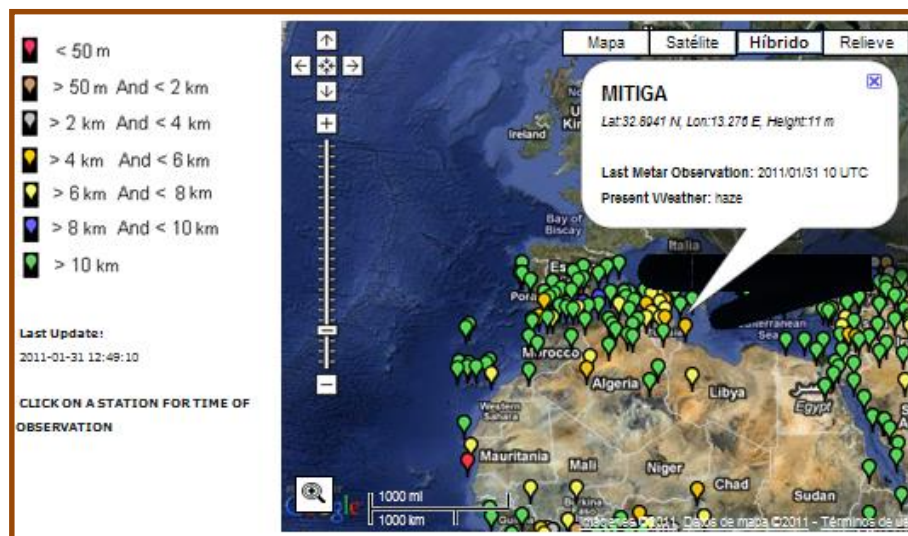 < 50 m
> 50 m And < 2 km
> 2 km And < 4 km
> 4 km And < 6 km
> 6 km And < 8 km
> 8 km And < 10 km
> 10 km
Last Update:
2011-01-31 12:49:10
CLICK ON A STATION FOR TIME OF
OBSERVATION
Mapa Satélite Híbrido Relieve
MITIGA
Lat:32.8941 N, Lon:13.276 E, Height:11 m
Last Metar Observation: 2011/01/31 10 UTC
Present Weather: haze
Ireland
Bay of
Biscay
Italia
Sea
Morocco
Algeria
Libya
Egypt
Western
Sahara
Mauritania
Mali
Niger
Chad
Sudan
1000 mi
1000 km
Imágenes ©2011, Datos de mapa ©2011 - Términos de